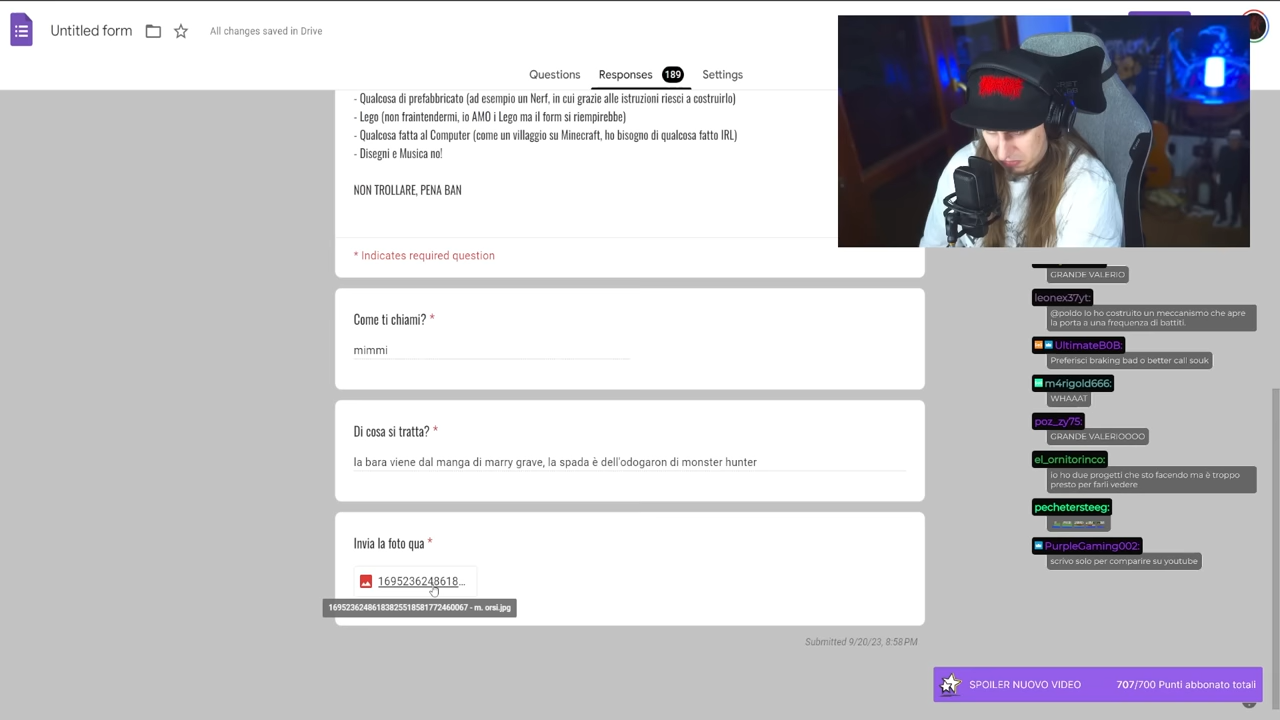 Untitled form
All changes saved in Drive
Questions
Responses 189
Settings
- Qualcosa di prefabbricato (ad esempio un Nerf, in cui grazie alle istruzioni riesci a costruirlo)
- Lego (non fraintendermi, io AMO i Lego ma il form si riempirebbe)
- Qualcosa fatta al Computer (come un villaggio su Minecraft, ho bisogno di qualcosa fatto IRL)
- Disegni e Musica no!
NON TROLLARE, PENA BAN
* Indicates required question
Come ti chiami? *
mimmi
Di cosa si tratta? *
la bara viene dal manga di marry grave, la spada è dell'odogaron di monster hunter
Invia la foto qua *
1695236248618...
16952362486183825518581772460067 - m. orsi.jpg
Submitted 9/20/23, 8:58 PM
GRANDE VALERIO
leonex37yt:
@poldo Io ho costruito un meccanismo che apre
la porta a una frequenza di battiti.
UltimateB0B:
Preferisci braking bad o better call souk
m4rigold666:
WHAAAT
poz_zy75:
GRANDE VALERIOOOO
el_ornitorinco:
io ho due progetti che sto facendo ma è troppo
presto per farli vedere
pechetersteeg:
PurpleGaming002:
scrivo solo per comparire su youtube
SPOILER NUOVO VIDEO
707/700 Punti abbonato totali